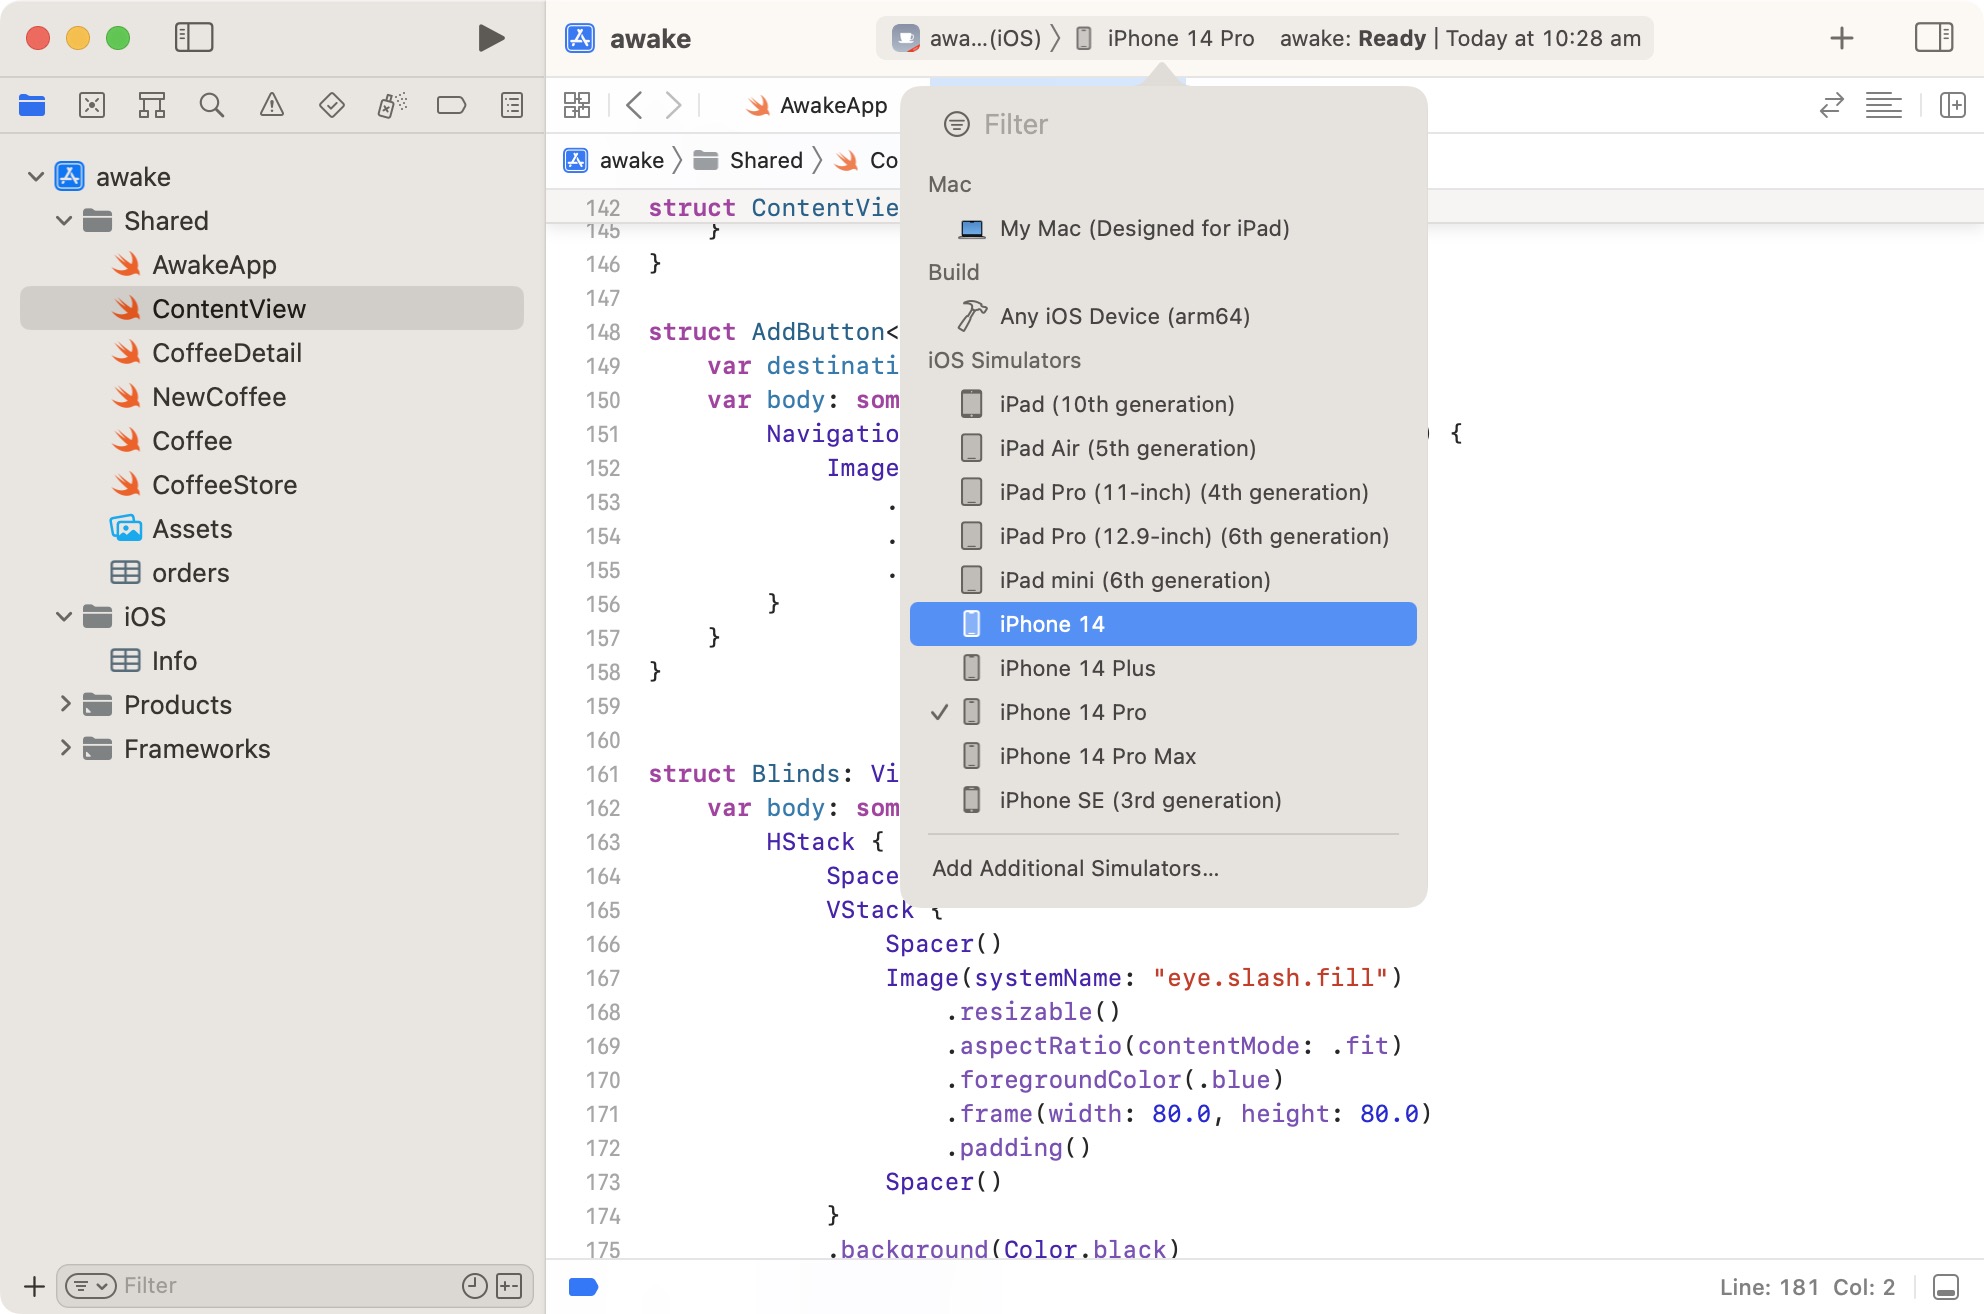 awake
awa...(iOS) 〉 iPhone 14 Pro awake: Ready | Today at 10:28 am
AwakeApp
awake 〉 Shared 〉 Co
awake
Shared
AwakeApp
ContentView
CoffeeDetail
NewCoffee
Coffee
CoffeeStore
Assets
orders
iOS
Info
Products
Frameworks
Filter
142 struct ContentVie
145 }
146 }
147
148 struct AddButton<
149 var destinati
150 var body: som
151 Navigatio ) {
152 Image
153 .
154 .
155 .
156 }
157 }
158 }
159
160
161 struct Blinds: Vi
162 var body: som
163 HStack {
164 Space
165 VStack {
166 Spacer()
167 Image(systemName: "eye.slash.fill")
168 .resizable()
169 .aspectRatio(contentMode: .fit)
170 .foregroundColor(.blue)
171 .frame(width: 80.0, height: 80.0)
172 .padding()
173 Spacer()
174 }
175 .background(Color.black)
Filter
Mac
My Mac (Designed for iPad)
Build
Any iOS Device (arm64)
iOS Simulators
iPad (10th generation)
iPad Air (5th generation)
iPad Pro (11-inch) (4th generation)
iPad Pro (12.9-inch) (6th generation)
iPad mini (6th generation)
iPhone 14
iPhone 14 Plus
iPhone 14 Pro
iPhone 14 Pro Max
iPhone SE (3rd generation)
Add Additional Simulators...
Line: 181 Col: 2